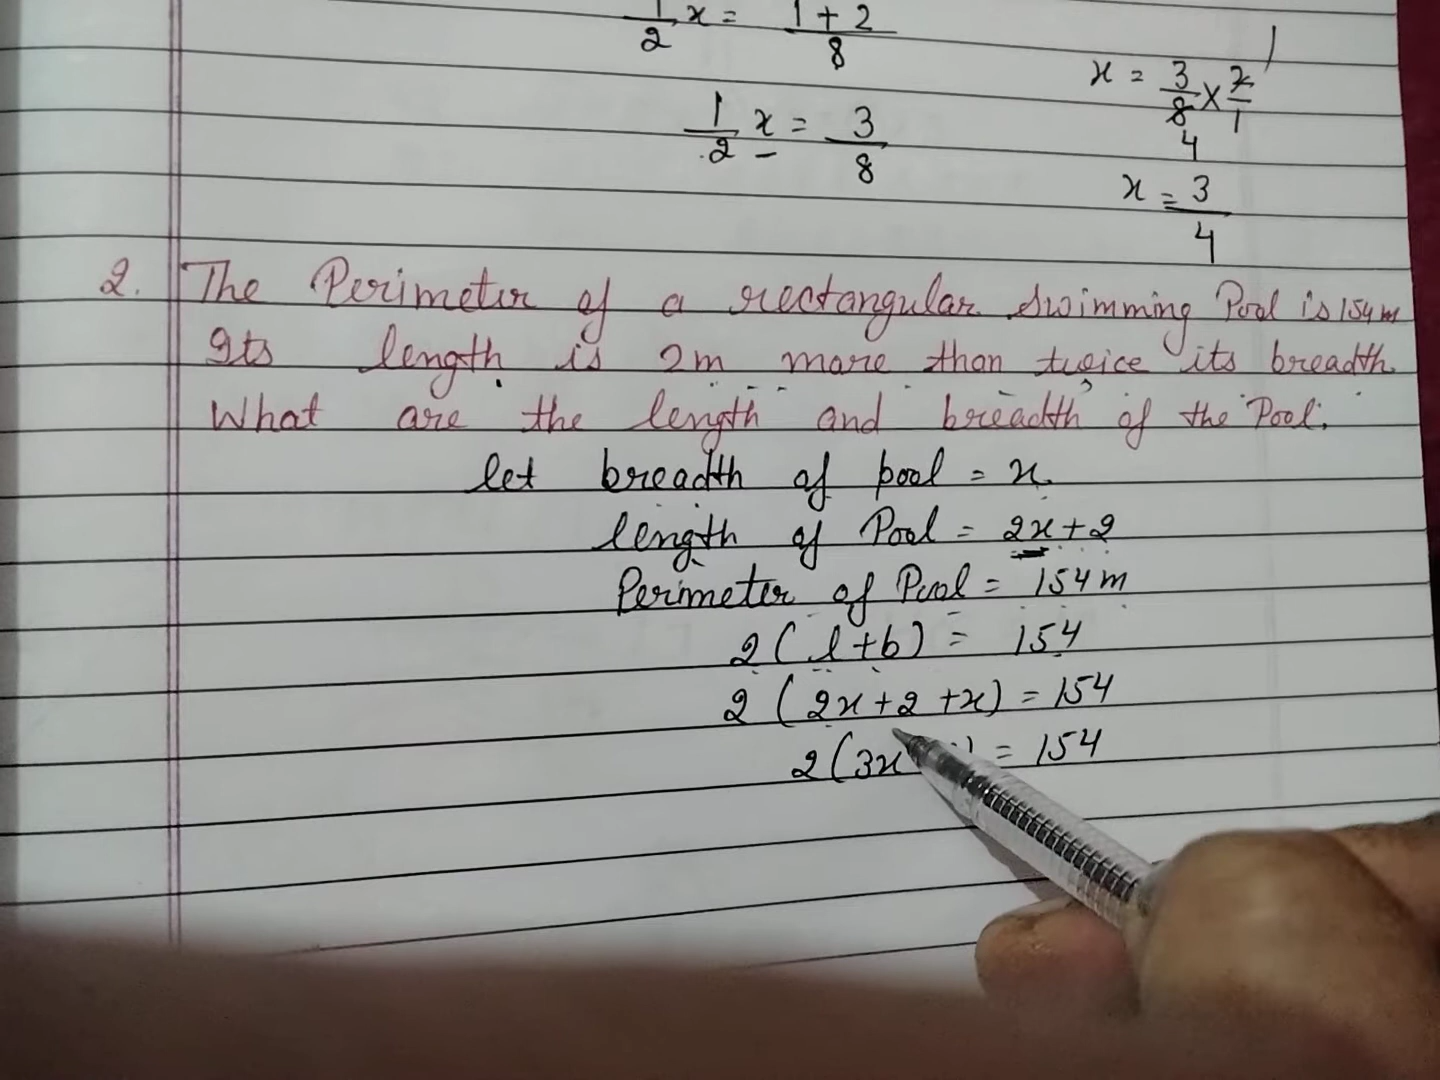 1/2 x = 1+2/8
x = 3/8 × 2/1
1
4
1/2 x = 3/8
x = 3/4
2. The Perimeter of a rectangular swimming Pool is 154m
Its length is 2m more than twice its breadth.
What are the length and breadth of the Pool.
let breadth of pool = x
length of Pool = 2x+2
Perimeter of Pool = 154m
2(l+b) = 154
2(2x+2+x) = 154
2(3x ) = 154